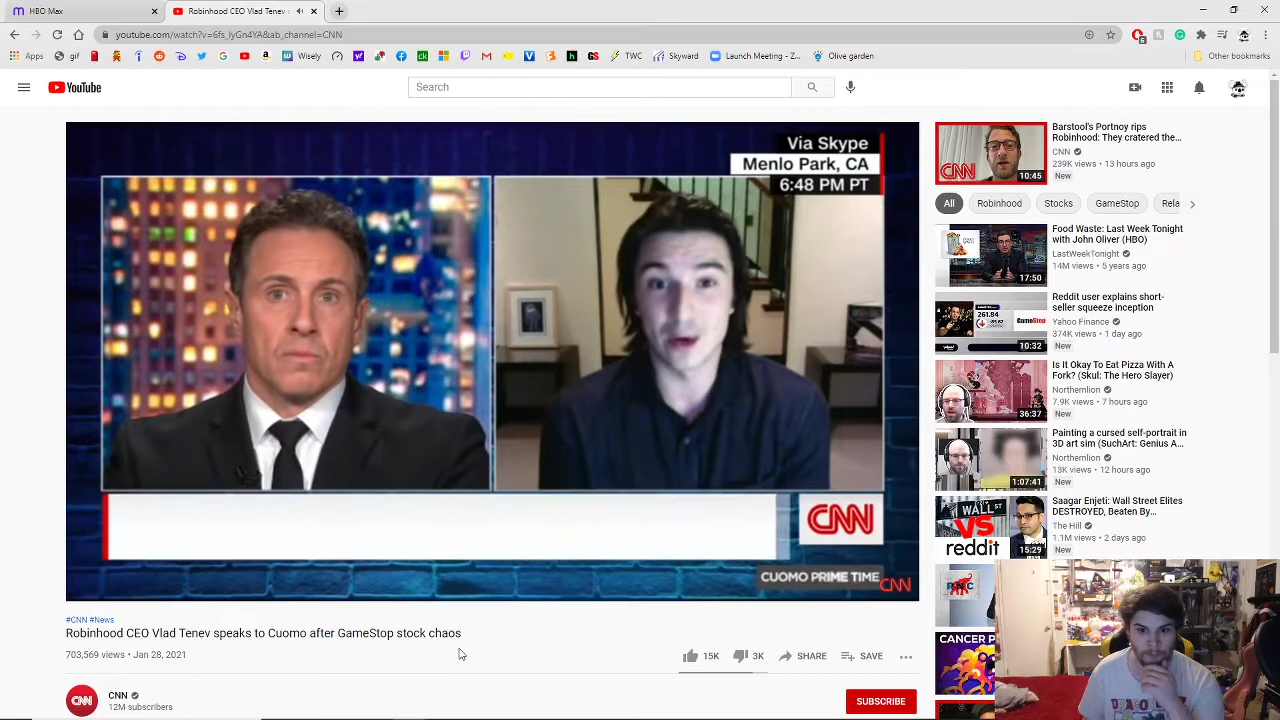 HBO Max
Robinhood CEO Vlad Tenev
youtube.com/watch?v=6fs_lyGn4YA&ab_channel=CNN
Apps
gif
Wisely
TWC
Skyward
Launch Meeting - Z...
Olive garden
Other bookmarks
YouTube
Search
Via Skype
Menlo Park, CA
6:48 PM PT
CNN
CUOMO PRIME TIME
CNN
#CNN #News
Robinhood CEO Vlad Tenev speaks to Cuomo after GameStop stock chaos
703,569 views • Jan 28, 2021
15K
3K
SHARE
SAVE
CNN
CNN
12M subscribers
SUBSCRIBE
CNN
10:45
Barstool's Portnoy rips
Robinhood: They cratered the...
CNN
239K views • 13 hours ago
New
All
Robinhood
Stocks
GameStop
Rela
17:50
Food Waste: Last Week Tonight
with John Oliver (HBO)
LastWeekTonight
14M views • 5 years ago
261.84
GameStop
10:32
Reddit user explains short-
seller squeeze inception
Yahoo Finance
374K views • 1 day ago
New
36:37
Is It Okay To Eat Pizza With A
Fork? (Skul: The Hero Slayer)
Northernlion
7.9K views • 7 hours ago
New
1:07:41
Painting a cursed self-portrait in
3D art sim (SuchArt: Genius A...
Northernlion
13K views • 12 hours ago
New
WALL ST
VS
reddit
15:29
Saagar Enjeti: Wall Street Elites
DESTROYED, Beaten By...
The Hill
1.1M views • 2 days ago
New
CANCER P